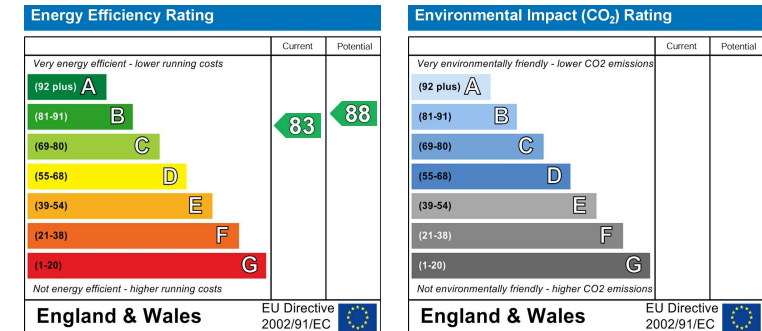 Energy Efficiency Rating
Current Potential
Very energy efficient - lower running costs
(92 plus) A
(81-91) B
(69-80) C
(55-68) D
(39-54) E
(21-38) F
(1-20) G
83
88
Not energy efficient - higher running costs
England & Wales
EU Directive
2002/91/EC
Environmental Impact (CO₂) Rating
Current Potential
Very environmentally friendly - lower CO2 emissions
(92 plus) A
(81-91) B
(69-80) C
(55-68) D
(39-54) E
(21-38) F
(1-20) G
Not environmentally friendly - higher CO2 emissions
England & Wales
EU Directive
2002/91/EC